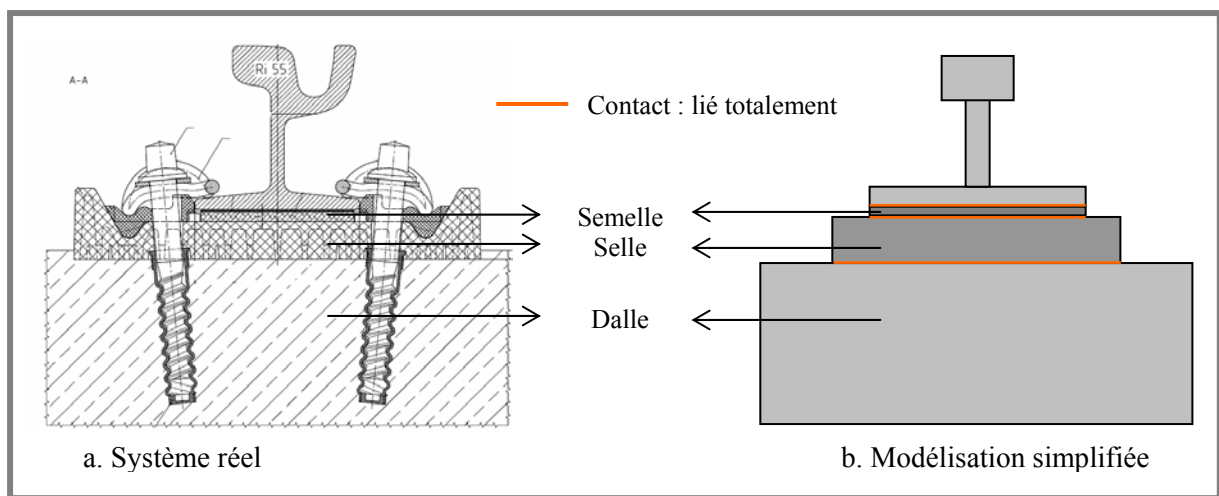 Ri 55
A-A
Contact : lié totalement
Semelle
Selle
Dalle
a. Système réel
b. Modélisation simplifiée